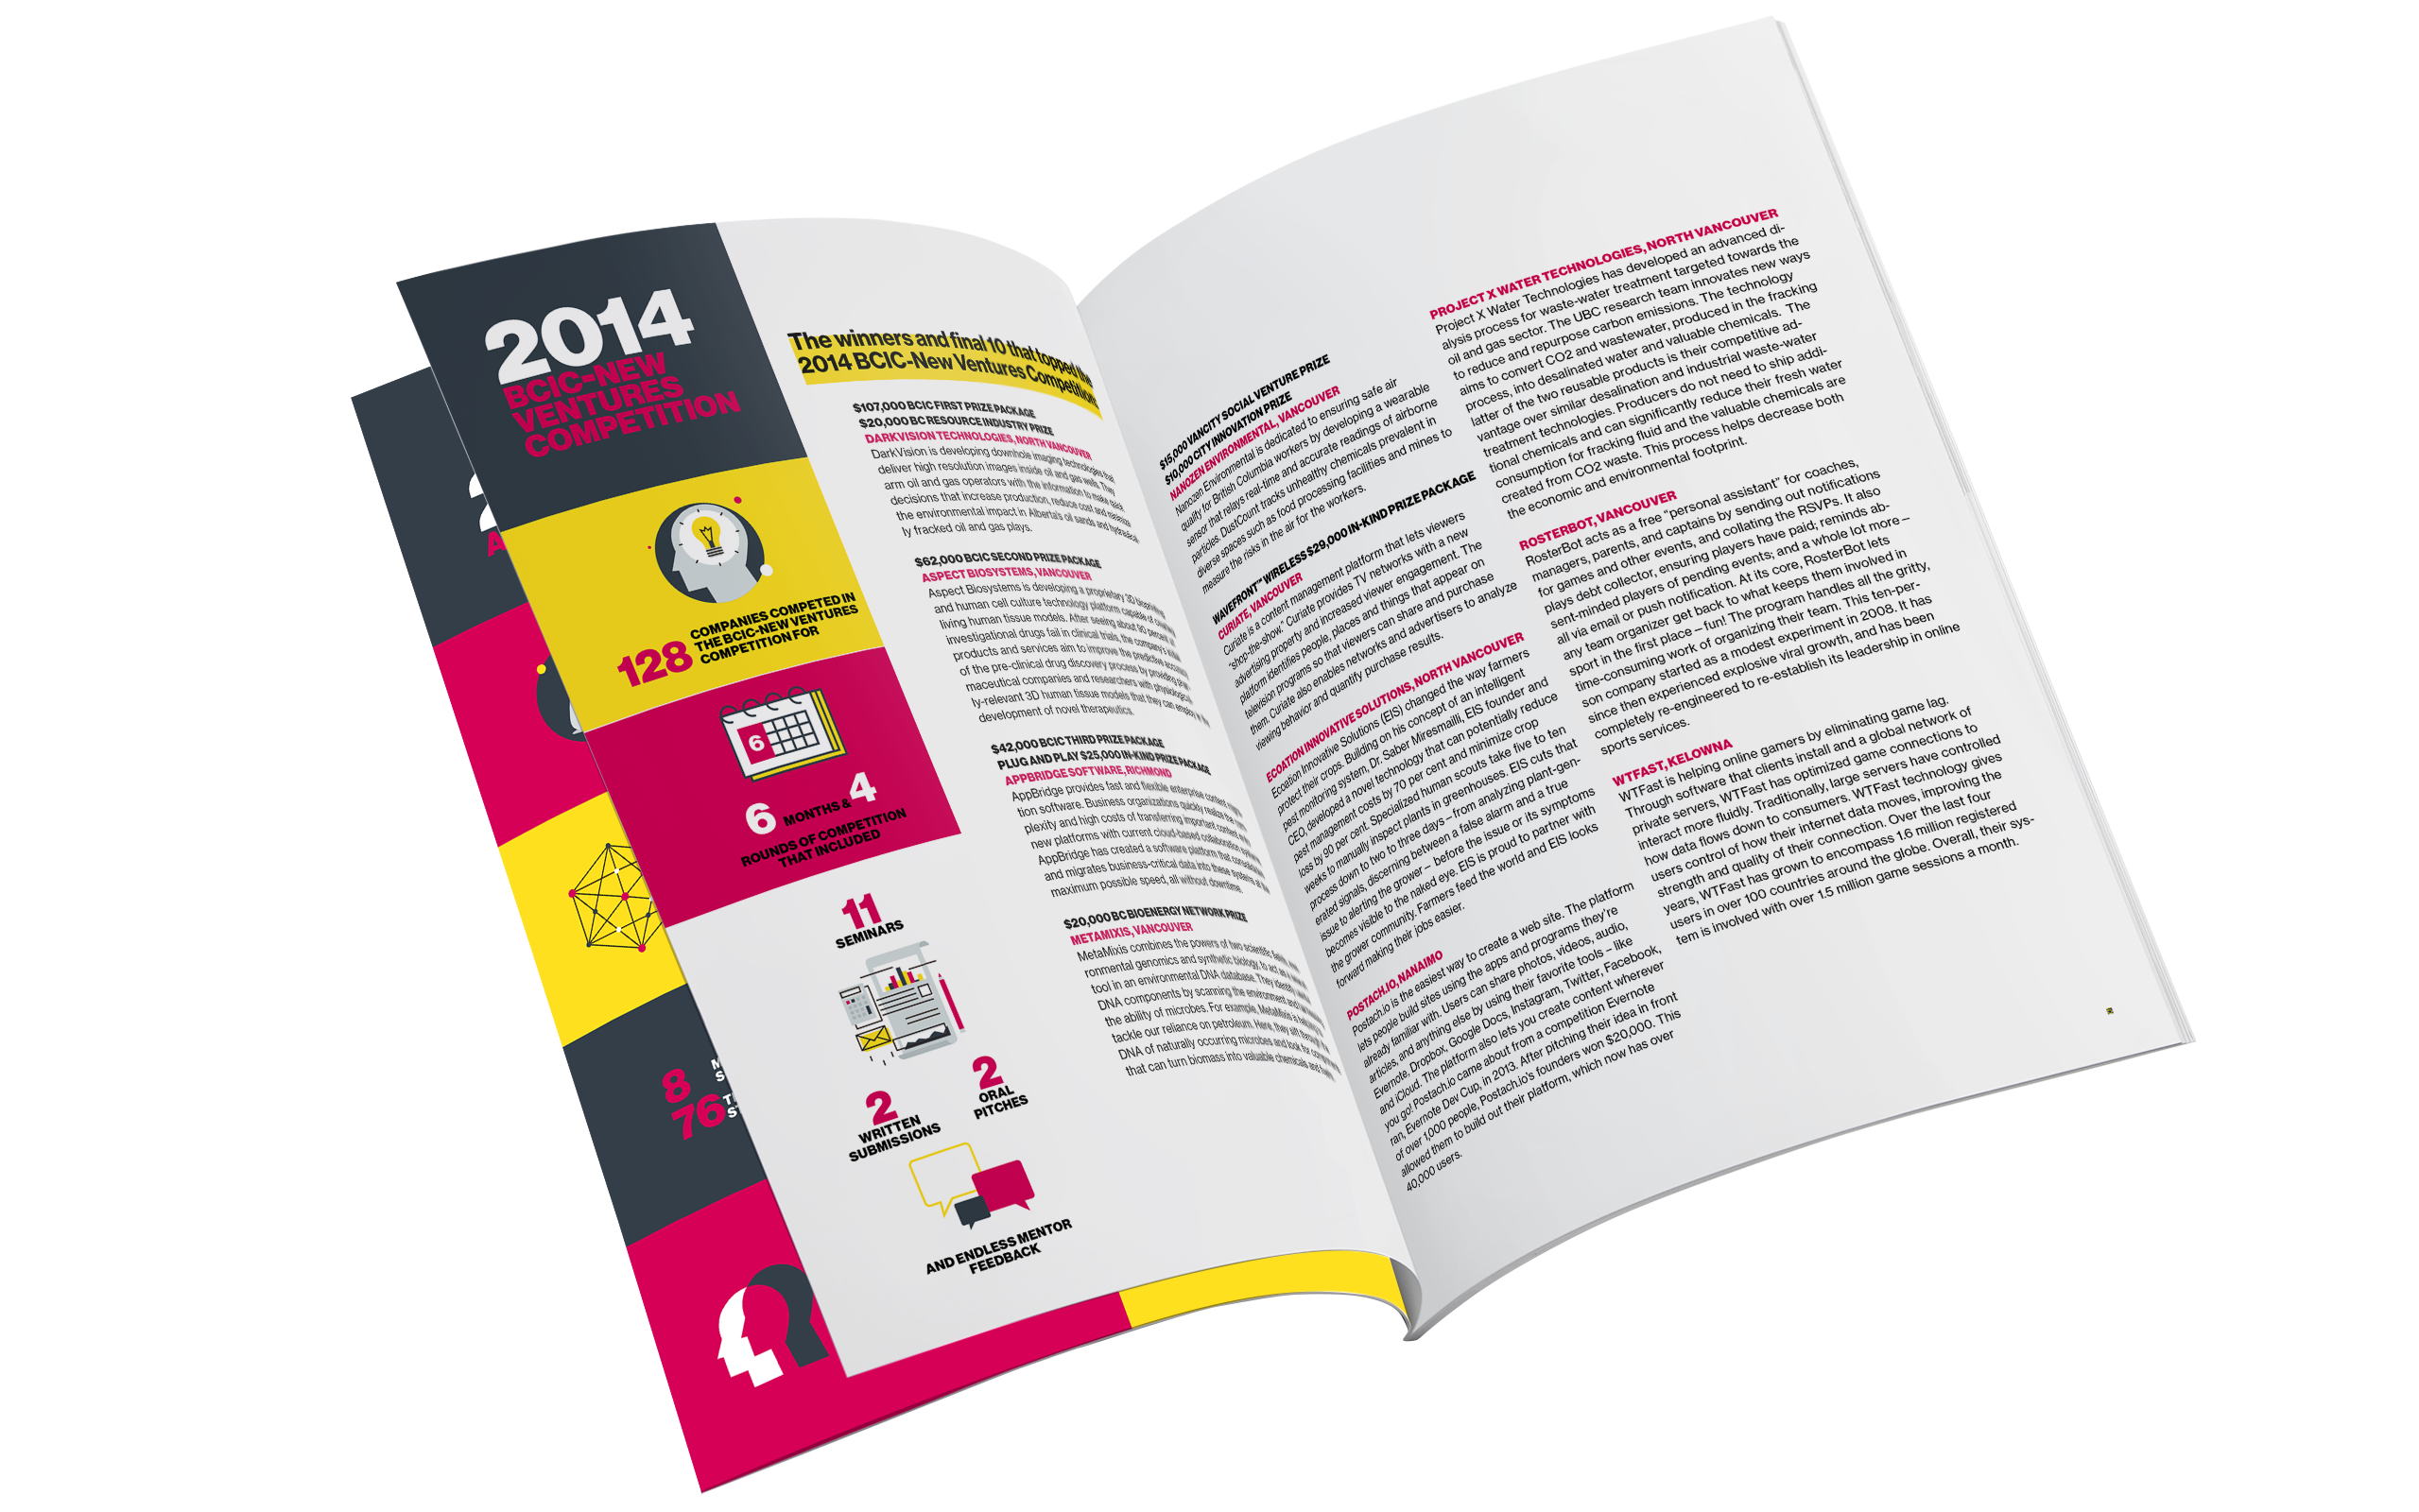 2014
BCIC-NEW
VENTURES
COMPETITION
128
COMPANIES COMPETED IN
THE BCIC-NEW VENTURES
COMPETITION FOR
6
6 MONTHS & 4
ROUNDS OF COMPETITION
THAT INCLUDED
11
SEMINARS
2
WRITTEN
SUBMISSIONS
2
ORAL
PITCHES
AND ENDLESS MENTOR
FEEDBACK
8
76
The winners and final 10 that topped the
2014 BCIC-New Ventures Competition
$107,000 BCIC FIRST PRIZE PACKAGE
$20,000 BC RESOURCE INDUSTRY PRIZE
DARKVISION TECHNOLOGIES, NORTH VANCOUVER
DarkVision is developing downhole imaging technologies that
deliver high resolution images inside oil and gas wells. They
arm oil and gas operators with the information to make quick
decisions that increase production, reduce cost and minimize
the environmental impact in Alberta's oil sands and hydraulical-
ly fracked oil and gas plays.
$62,000 BCIC SECOND PRIZE PACKAGE
ASPECT BIOSYSTEMS, VANCOUVER
Aspect Biosystems is developing a proprietary 3D bioprinting
and human cell culture technology platform capable of creating
living human tissue models. After seeing about 90 percent of
investigational drugs fail in clinical trials, the company's
products and services aim to improve the predictive accuracy
of the pre-clinical drug discovery process by providing phar-
maceutical companies and researchers with physiological-
ly-relevant 3D human tissue models that they can employ in the
development of novel therapeutics.
$42,000 BCIC THIRD PRIZE PACKAGE
PLUG AND PLAY $25,000 IN-KIND PRIZE PACKAGE
APPBRIDGE SOFTWARE, RICHMOND
AppBridge provides fast and flexible enterprise content
tion software. Business organizations quickly realize the
plexity and high costs of transferring important content
new platforms with current cloud-based collaboration
AppBridge has created a software platform that
and migrates business-critical data into these systems at the
maximum possible speed, all without downtime.
$20,000 BC BIOENERGY NETWORK PRIZE
METAMIXIS, VANCOUVER
MetaMixis combines the powers of two scientific
ronmental genomics and synthetic biology, to act as a
tool in an environmental DNA database. They identify
DNA components by scanning the environment and
the ability of microbes. For example, MetaMixis is
tackle our reliance on petroleum. Here, they sift through the
DNA of naturally occurring microbes and look for
that can turn biomass into valuable chemicals and
$15,000 VANCITY SOCIAL VENTURE PRIZE
$10,000 CITY INNOVATION PRIZE
NANOZEN ENVIRONMENTAL, VANCOUVER
Nanozen Environmental is dedicated to ensuring safe air
quality for British Columbia workers by developing a wearable
sensor that relays real-time and accurate readings of airborne
particles. DustCount tracks unhealthy chemicals prevalent in
diverse spaces such as food processing facilities and mines to
measure the risks in the air for the workers.
WAVEFRONT™ WIRELESS $29,000 IN-KIND PRIZE PACKAGE
CURIATE, VANCOUVER
Curiate is a content management platform that lets viewers
"shop-the-show." Curiate provides TV networks with a new
advertising property and increased viewer engagement. The
platform identifies people, places and things that appear on
television programs so that viewers can share and purchase
them. Curiate also enables networks and advertisers to analyze
viewing behavior and quantify purchase results.
ECOATION INNOVATIVE SOLUTIONS, NORTH VANCOUVER
Ecoation Innovative Solutions (EIS) changed the way farmers
protect their crops. Building on his concept of an intelligent
pest monitoring system, Dr. Saber Miresmailli, EIS founder and
CEO, developed a novel technology that can potentially reduce
pest management costs by 70 per cent and minimize crop
loss by 90 per cent. Specialized human scouts take five to ten
weeks to manually inspect plants in greenhouses. EIS cuts that
process down to two to three days – from analyzing plant-gen-
erated signals, discerning between a false alarm and a true
issue to alerting the grower – before the issue or its symptoms
becomes visible to the naked eye. EIS is proud to partner with
the grower community. Farmers feed the world and EIS looks
forward making their jobs easier.
POSTACH.IO, NANAIMO
Postach.io is the easiest way to create a web site. The platform
lets people build sites using the apps and programs they're
already familiar with. Users can share photos, videos, audio,
articles, and anything else by using their favorite tools – like
Evernote, Dropbox, Google Docs, Instagram, Twitter, Facebook,
and iCloud. The platform also lets you create content wherever
you go! Postach.io came about from a competition Evernote
ran, Evernote Dev Cup, in 2013. After pitching their idea in front
of over 1,000 people, Postach.io's founders won $20,000. This
allowed them to build out their platform, which now has over
40,000 users.
PROJECT X WATER TECHNOLOGIES, NORTH VANCOUVER
Project X Water Technologies has developed an advanced di-
alysis process for waste-water treatment targeted towards the
oil and gas sector. The UBC research team innovates new ways
to reduce and repurpose carbon emissions. The technology
aims to convert CO2 and wastewater, produced in the fracking
process, into desalinated water and valuable chemicals. The
latter of the two reusable products is their competitive ad-
vantage over similar desalination and industrial waste-water
treatment technologies. Producers do not need to ship addi-
tional chemicals and can significantly reduce their fresh water
consumption for fracking fluid and the valuable chemicals are
created from CO2 waste. This process helps decrease both
the economic and environmental footprint.
ROSTERBOT, VANCOUVER
RosterBot acts as a free "personal assistant" for coaches,
managers, parents, and captains by sending out notifications
for games and other events, and collating the RSVPs. It also
plays debt collector, ensuring players have paid; reminds ab-
sent-minded players of pending events; and a whole lot more –
all via email or push notification. At its core, RosterBot lets
any team organizer get back to what keeps them involved in
sport in the first place – fun! The program handles all the gritty,
time-consuming work of organizing their team. This ten-per-
son company started as a modest experiment in 2008. It has
since then experienced explosive viral growth, and has been
completely re-engineered to re-establish its leadership in online
sports services.
WTFAST, KELOWNA
WTFast is helping online gamers by eliminating game lag.
Through software that clients install and a global network of
private servers, WTFast has optimized game connections to
interact more fluidly. Traditionally, large servers have controlled
how data flows down to consumers. WTFast technology gives
users control of how their internet data moves, improving the
strength and quality of their connection. Over the last four
years, WTFast has grown to encompass 1.6 million registered
users in over 100 countries around the globe. Overall, their sys-
tem is involved with over 1.5 million game sessions a month.